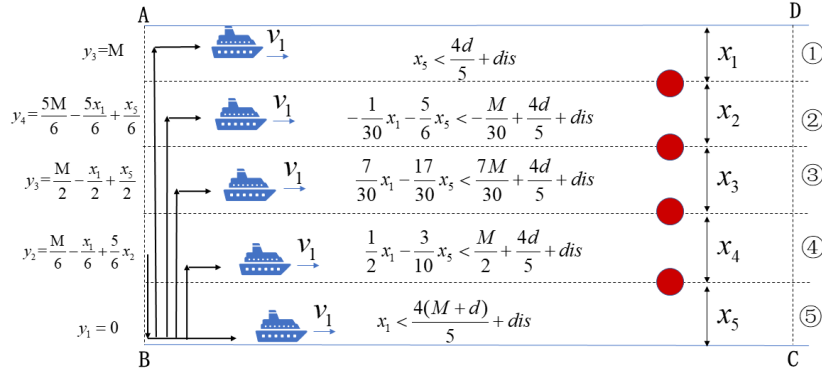 A D
y₃=M v₁ x₅ < 4d/5 + dis x₁ ①
y₄ = 5M/6 − 5x₁/6 + x₅/6 v₁ −1/30 x₁ − 5/6 x₅ < −M/30 + 4d/5 + dis x₂ ②
y₃ = M/2 − x₁/2 + x₅/2 v₁ 7/30 x₁ − 17/30 x₅ < 7M/30 + 4d/5 + dis x₃ ③
y₂ = M/6 − x₁/6 + 5/6 x₂ v₁ 1/2 x₁ − 3/10 x₅ < M/2 + 4d/5 + dis x₄ ④
y₁ = 0 v₁ x₁ < 4(M+d)/5 + dis x₅ ⑤
B C